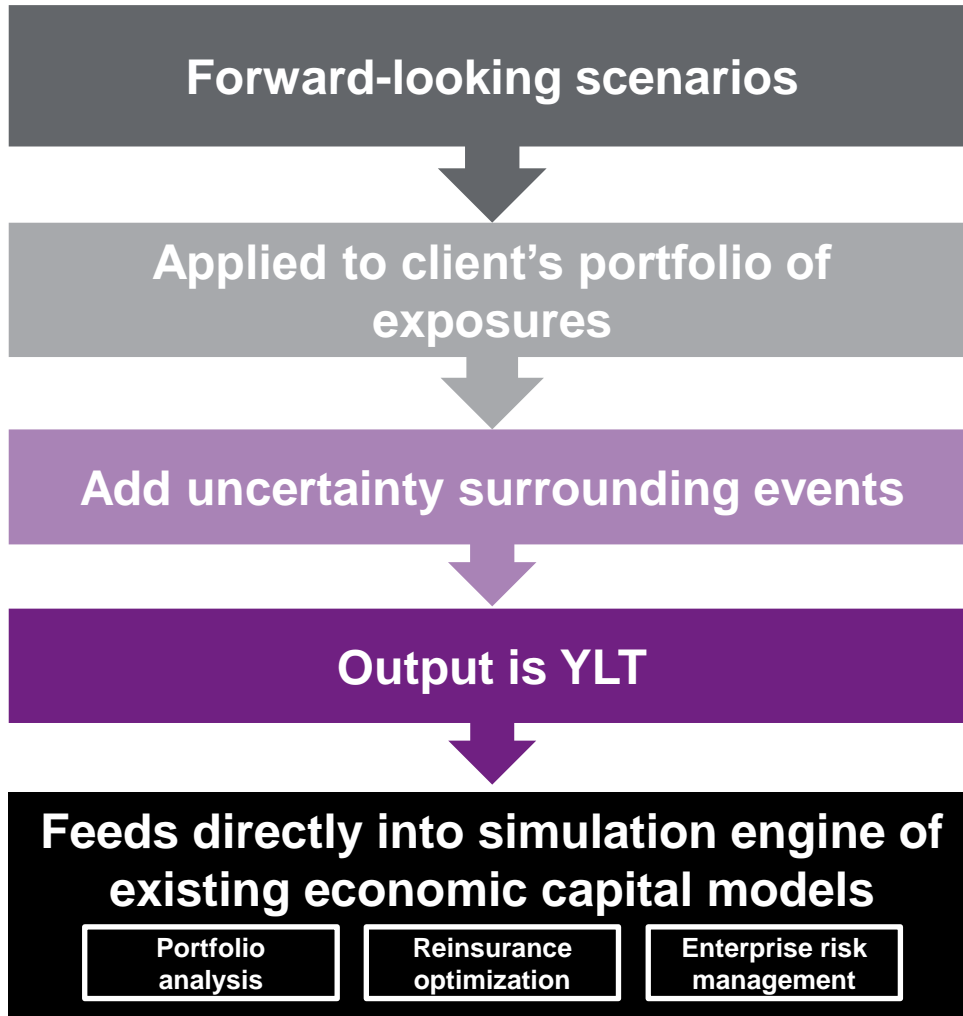 Forward-looking scenarios
Applied to client’s portfolio of
exposures
Add uncertainty surrounding events
Output is YLT
Feeds directly into simulation engine of
existing economic capital models
Portfolio
analysis
Reinsurance
optimization
Enterprise risk
management